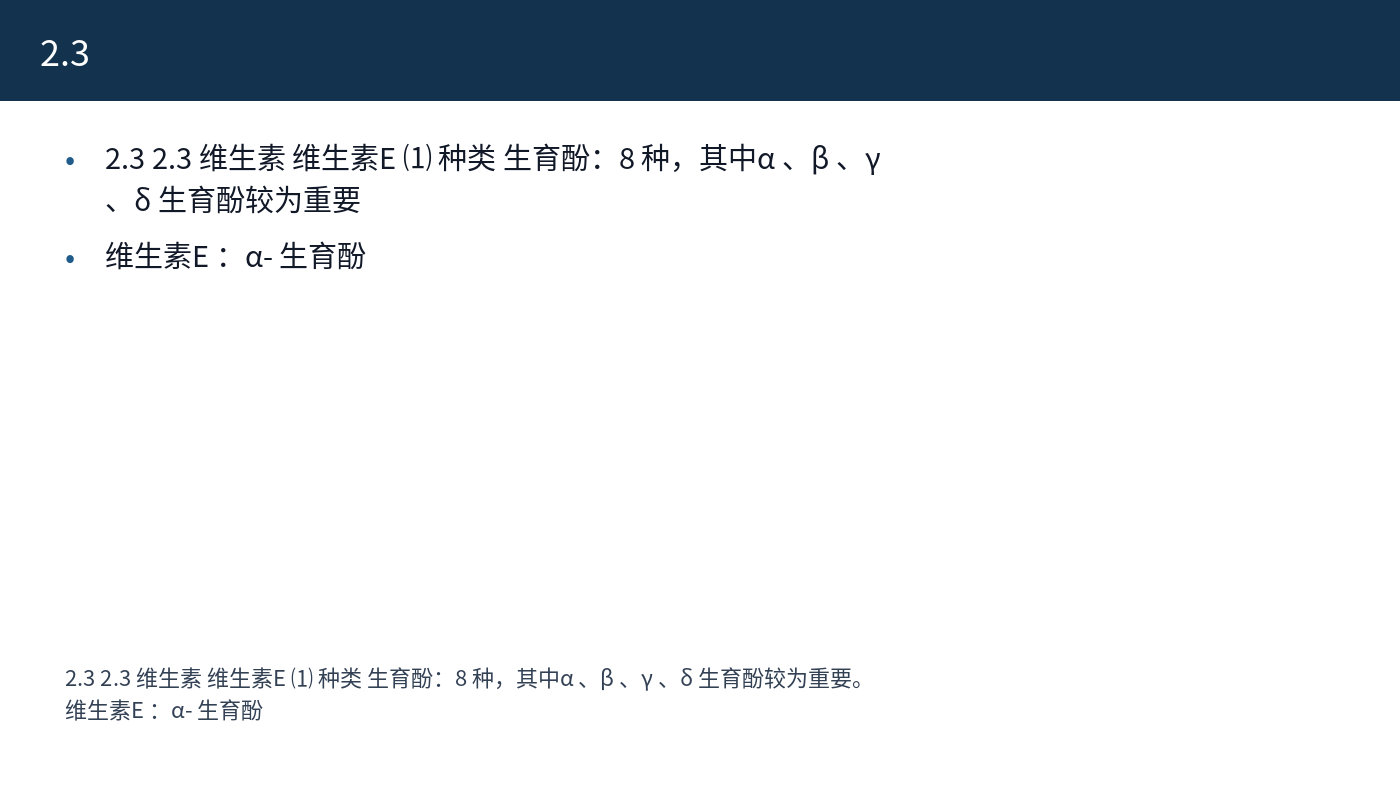 2.3
• 2.3 2.3 维生素 维生素E ⑴ 种类 生育酚：8 种，其中α 、β 、γ
、δ 生育酚较为重要
• 维生素E ： α- 生育酚
2.3 2.3 维生素 维生素E ⑴ 种类 生育酚：8 种，其中α 、β 、γ 、δ 生育酚较为重要。
维生素E ： α- 生育酚